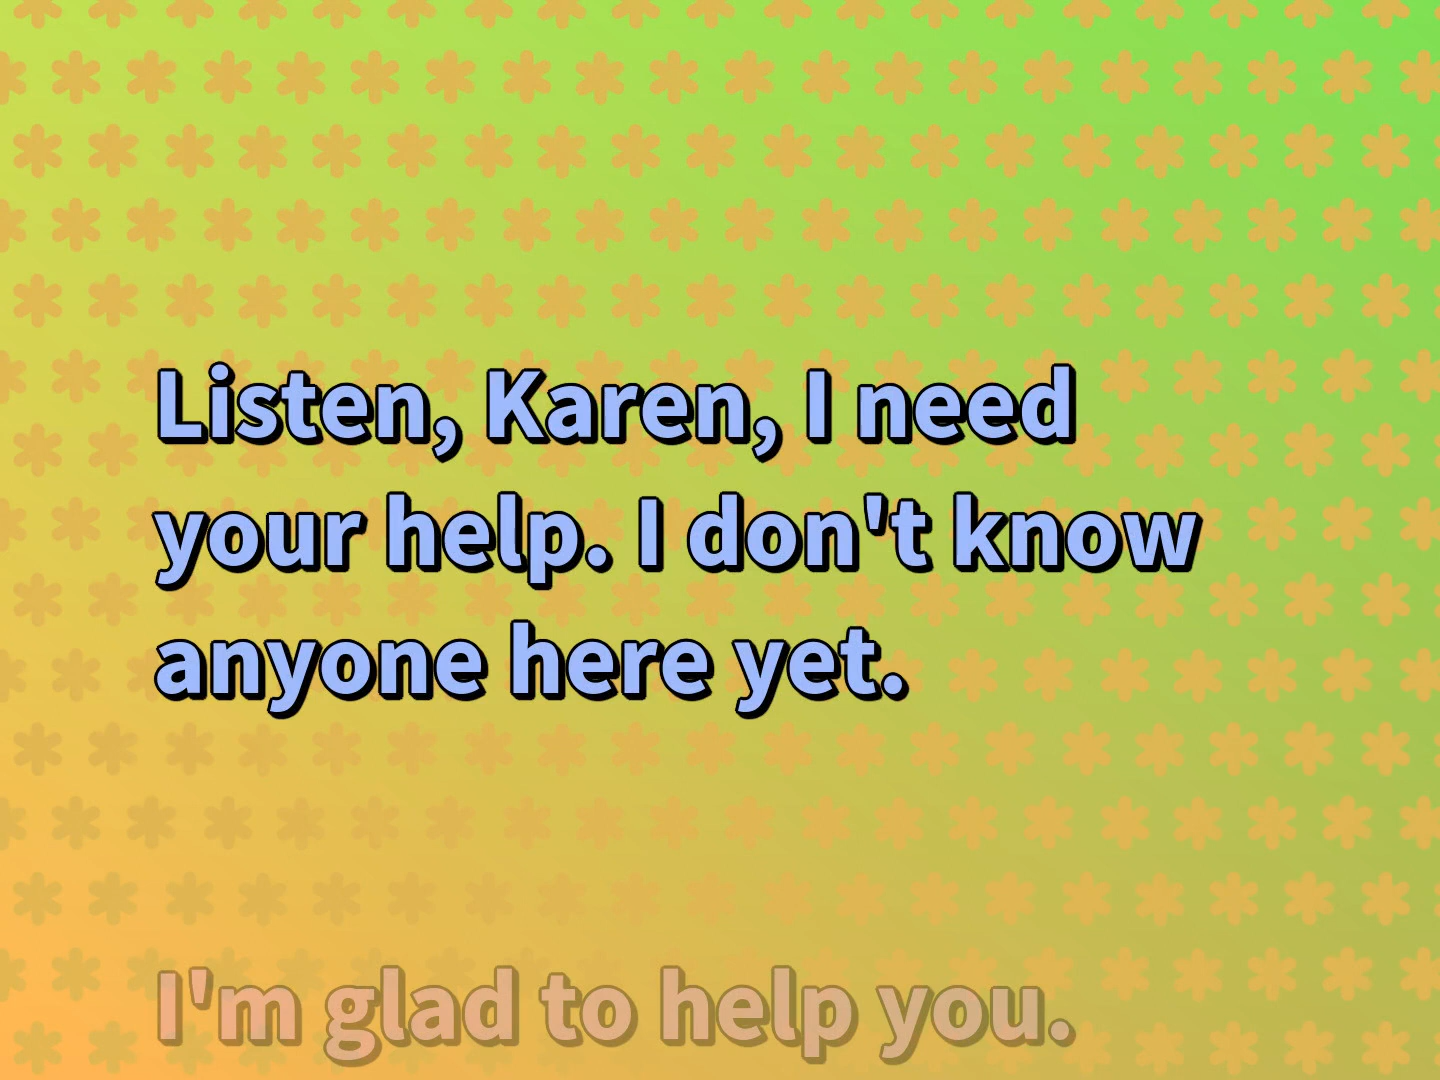 Listen, Karen, I need
your help. I don't know
anyone here yet.
I'm glad to help you.